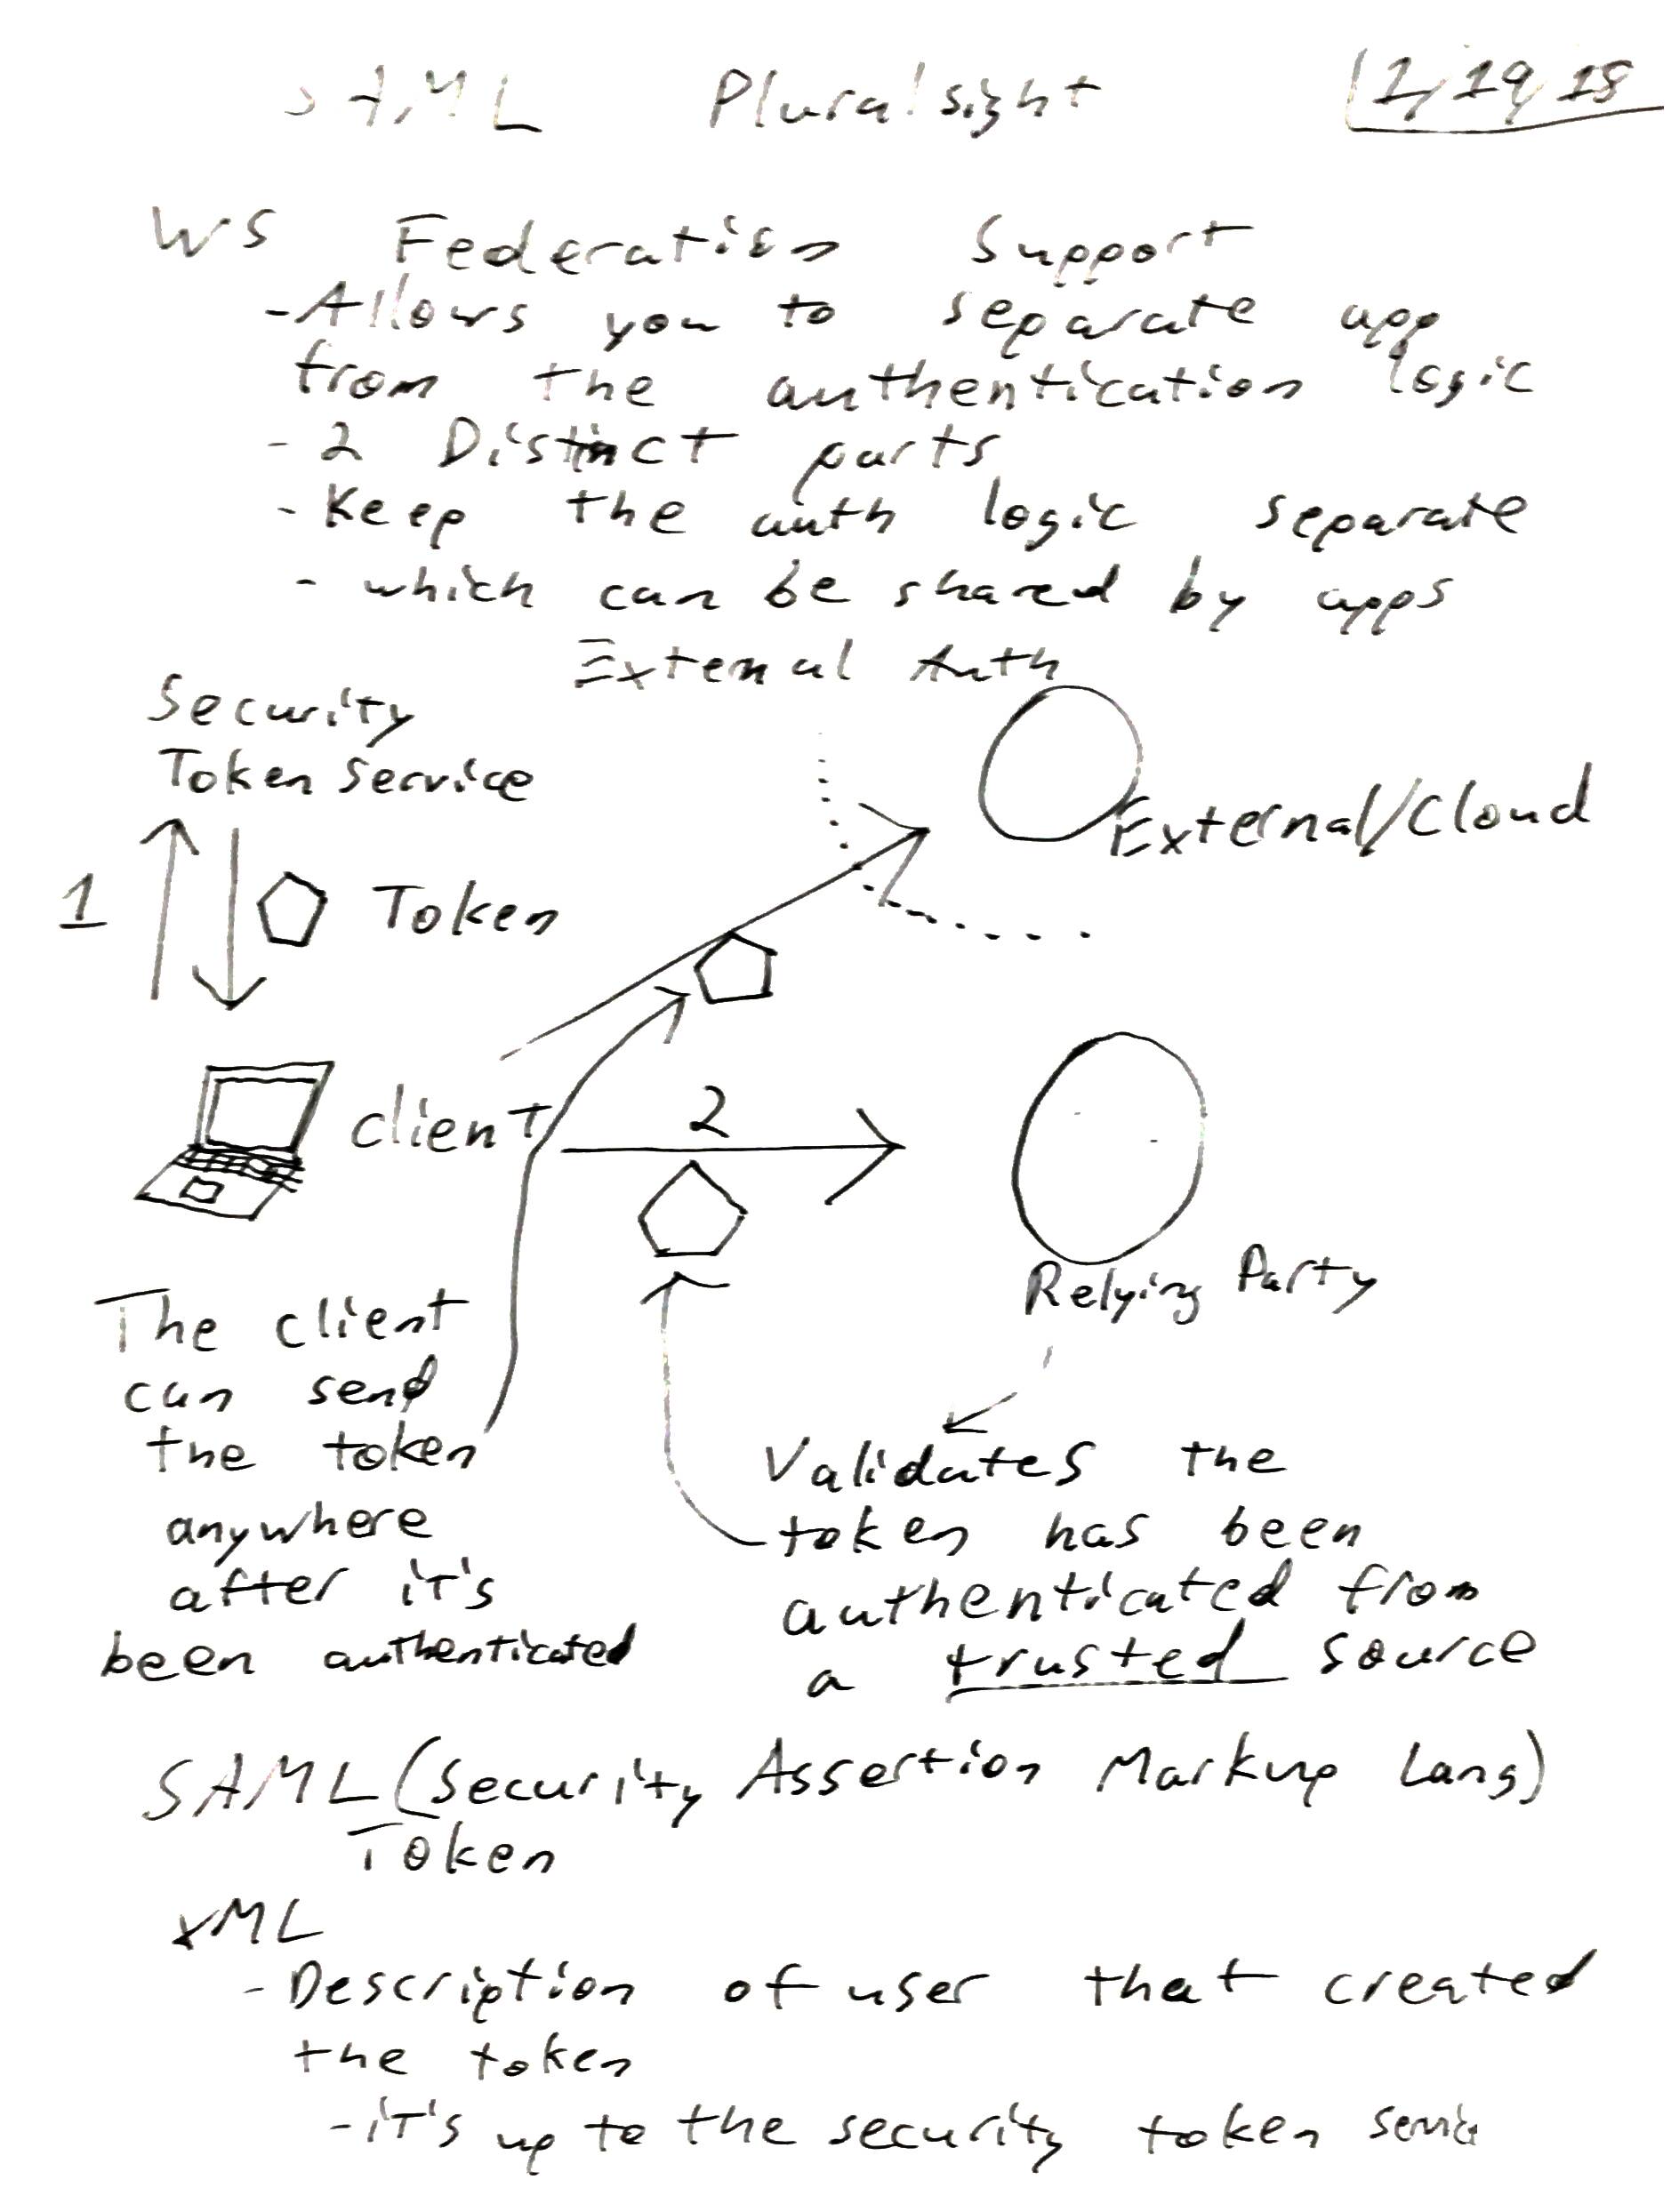 SAML Pluralsight 1/19/18
WS Federation Support
- Allows you to separate app
from the authentication logic
- 2 Distinct parts
- Keep the auth logic separate
- which can be shared by apps
External Auth
Security
Token Service
External/Cloud
1
Token
client
2
Relying Party
The client
can send
the token
anywhere
after it's
been authenticated
Validates the
token has been
authenticated from
a trusted source
SAML (Security Assertion Markup Lang)
Token
XML
- Description of user that created
the token
- it's up to the security token service